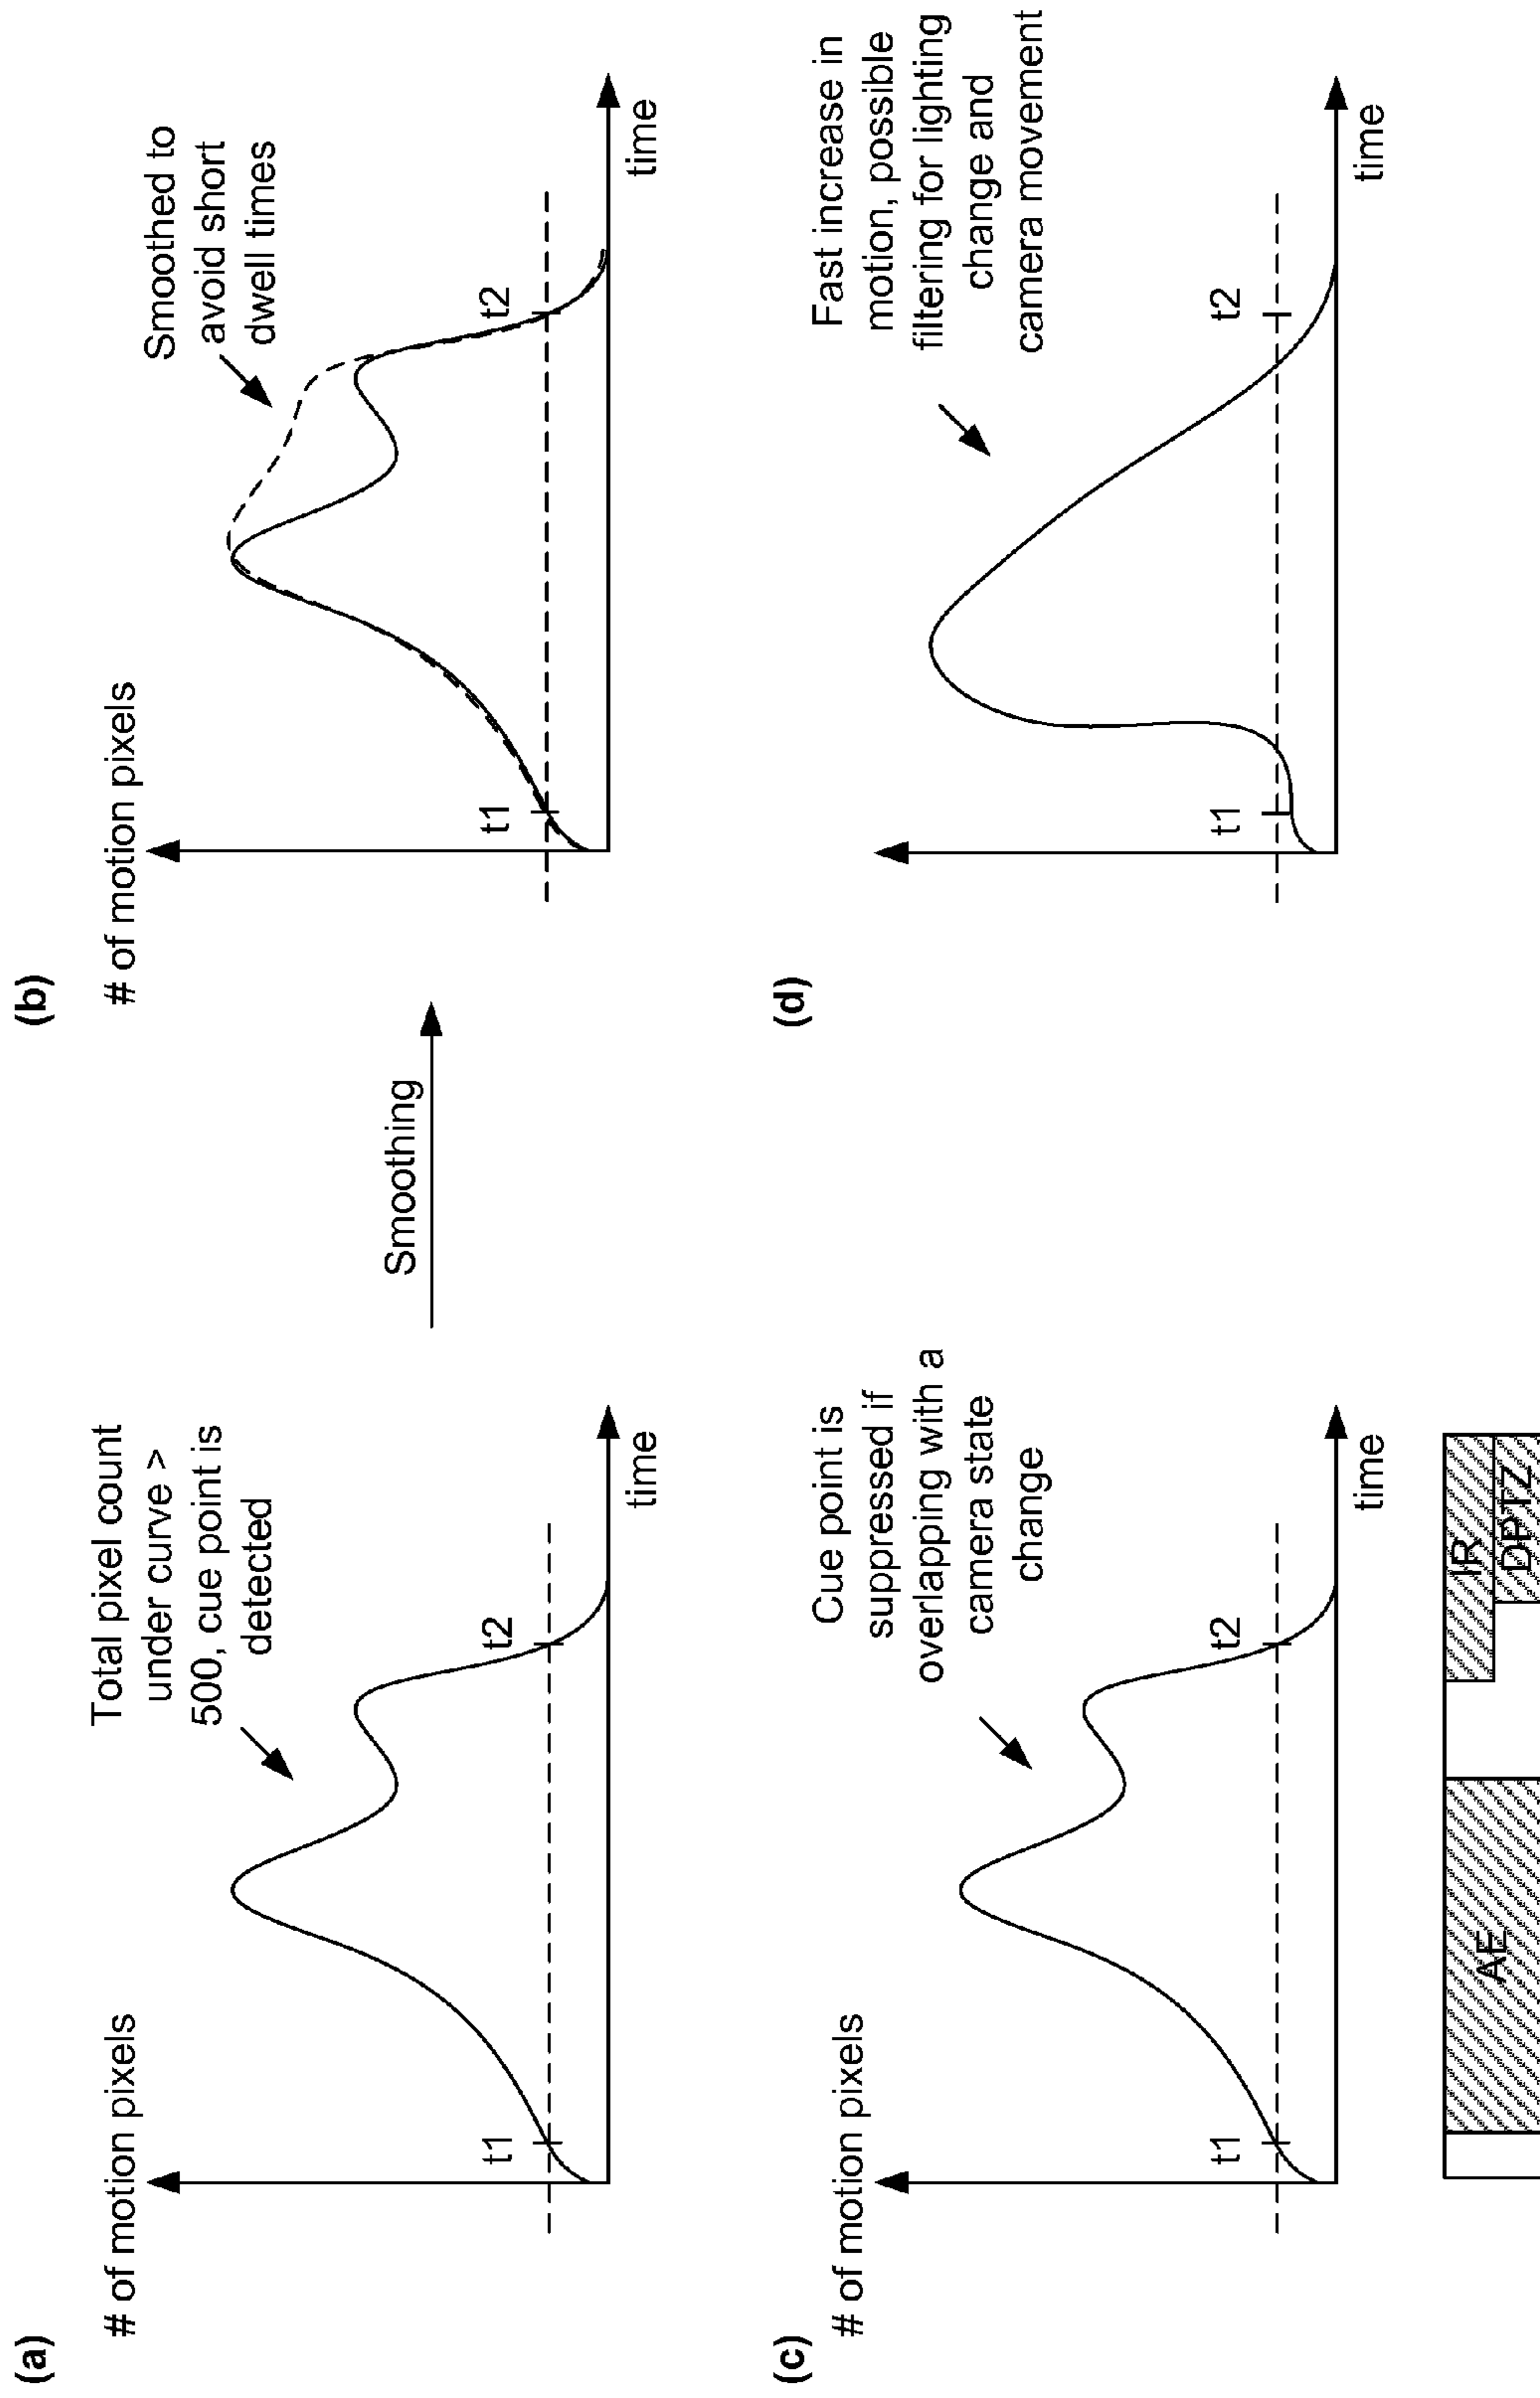 (a)
# of motion pixels
Total pixel count
under curve >
500, cue point is
detected
t1
t2
time
Smoothing
(b)
# of motion pixels
Smoothed to
avoid short
dwell times
t1
t2
time
(c)
# of motion pixels
Cue point is
suppressed if
overlapping with a
camera state
change
t1
t2
time
AE
IR
DPTZ
(d)
Fast increase in
motion, possible
filtering for lighting
change and
camera movement
t1
t2
time